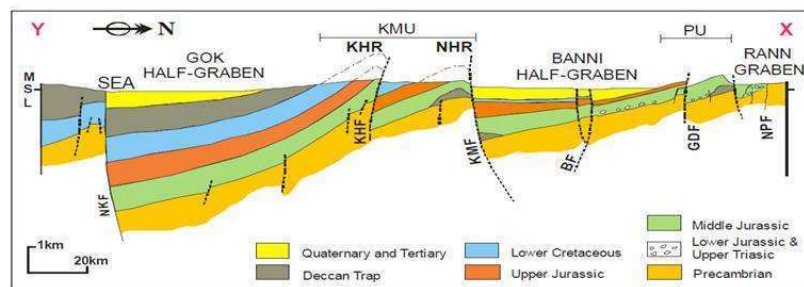 Y
N
KMU
PU
X
GOK
HALF-GRABEN
KHR
NHR
BANNI
HALF-GRABEN
RANN
GRABEN
M
S
L
SEA
NKF
KHF
KHF
KMF
BF
GDF
NPF
1km
20km
Quaternary and Tertiary
Deccan Trap
Lower Cretaceous
Upper Jurassic
Middle Jurassic
Lower Jurassic &
Upper Triasic
Precambrian